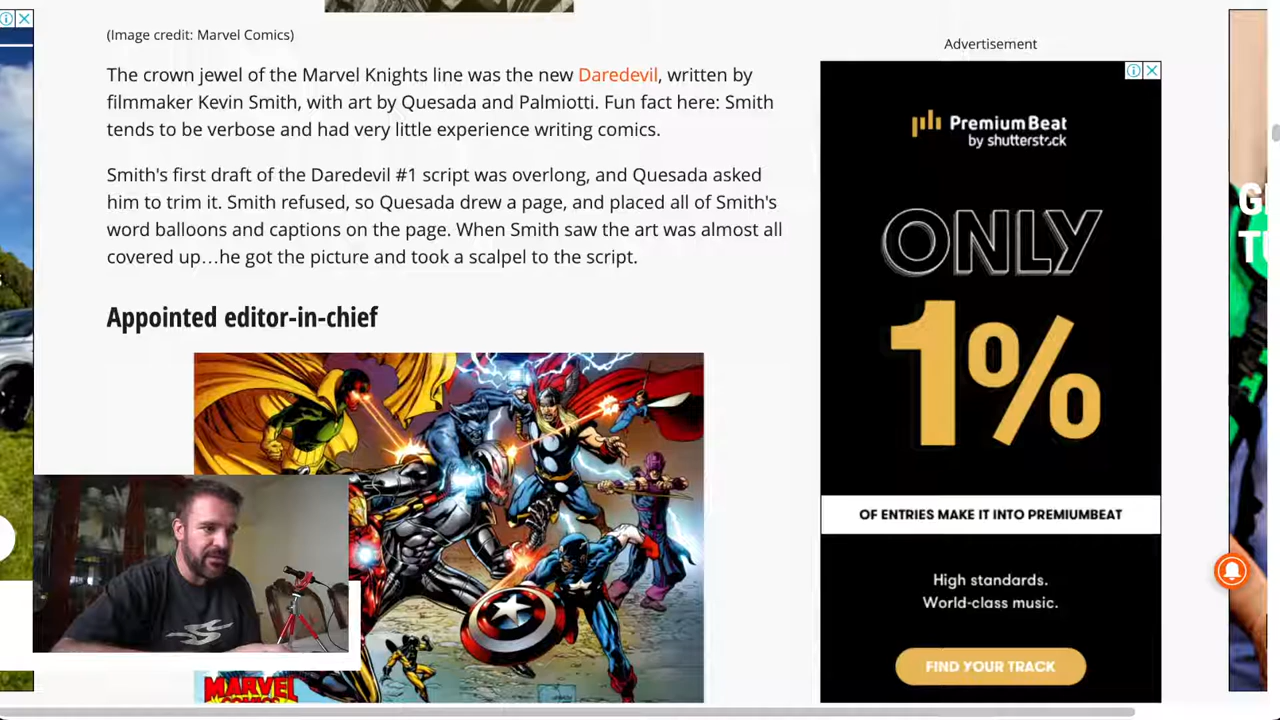 (Image credit: Marvel Comics)
The crown jewel of the Marvel Knights line was the new Daredevil, written by
filmmaker Kevin Smith, with art by Quesada and Palmiotti. Fun fact here: Smith
tends to be verbose and had very little experience writing comics.
Smith's first draft of the Daredevil #1 script was overlong, and Quesada asked
him to trim it. Smith refused, so Quesada drew a page, and placed all of Smith's
word balloons and captions on the page. When Smith saw the art was almost all
covered up…he got the picture and took a scalpel to the script.
Appointed editor-in-chief
MARVEL
Advertisement
PremiumBeat
by shutterstock
ONLY
1%
OF ENTRIES MAKE IT INTO PREMIUMBEAT
High standards.
World-class music.
FIND YOUR TRACK